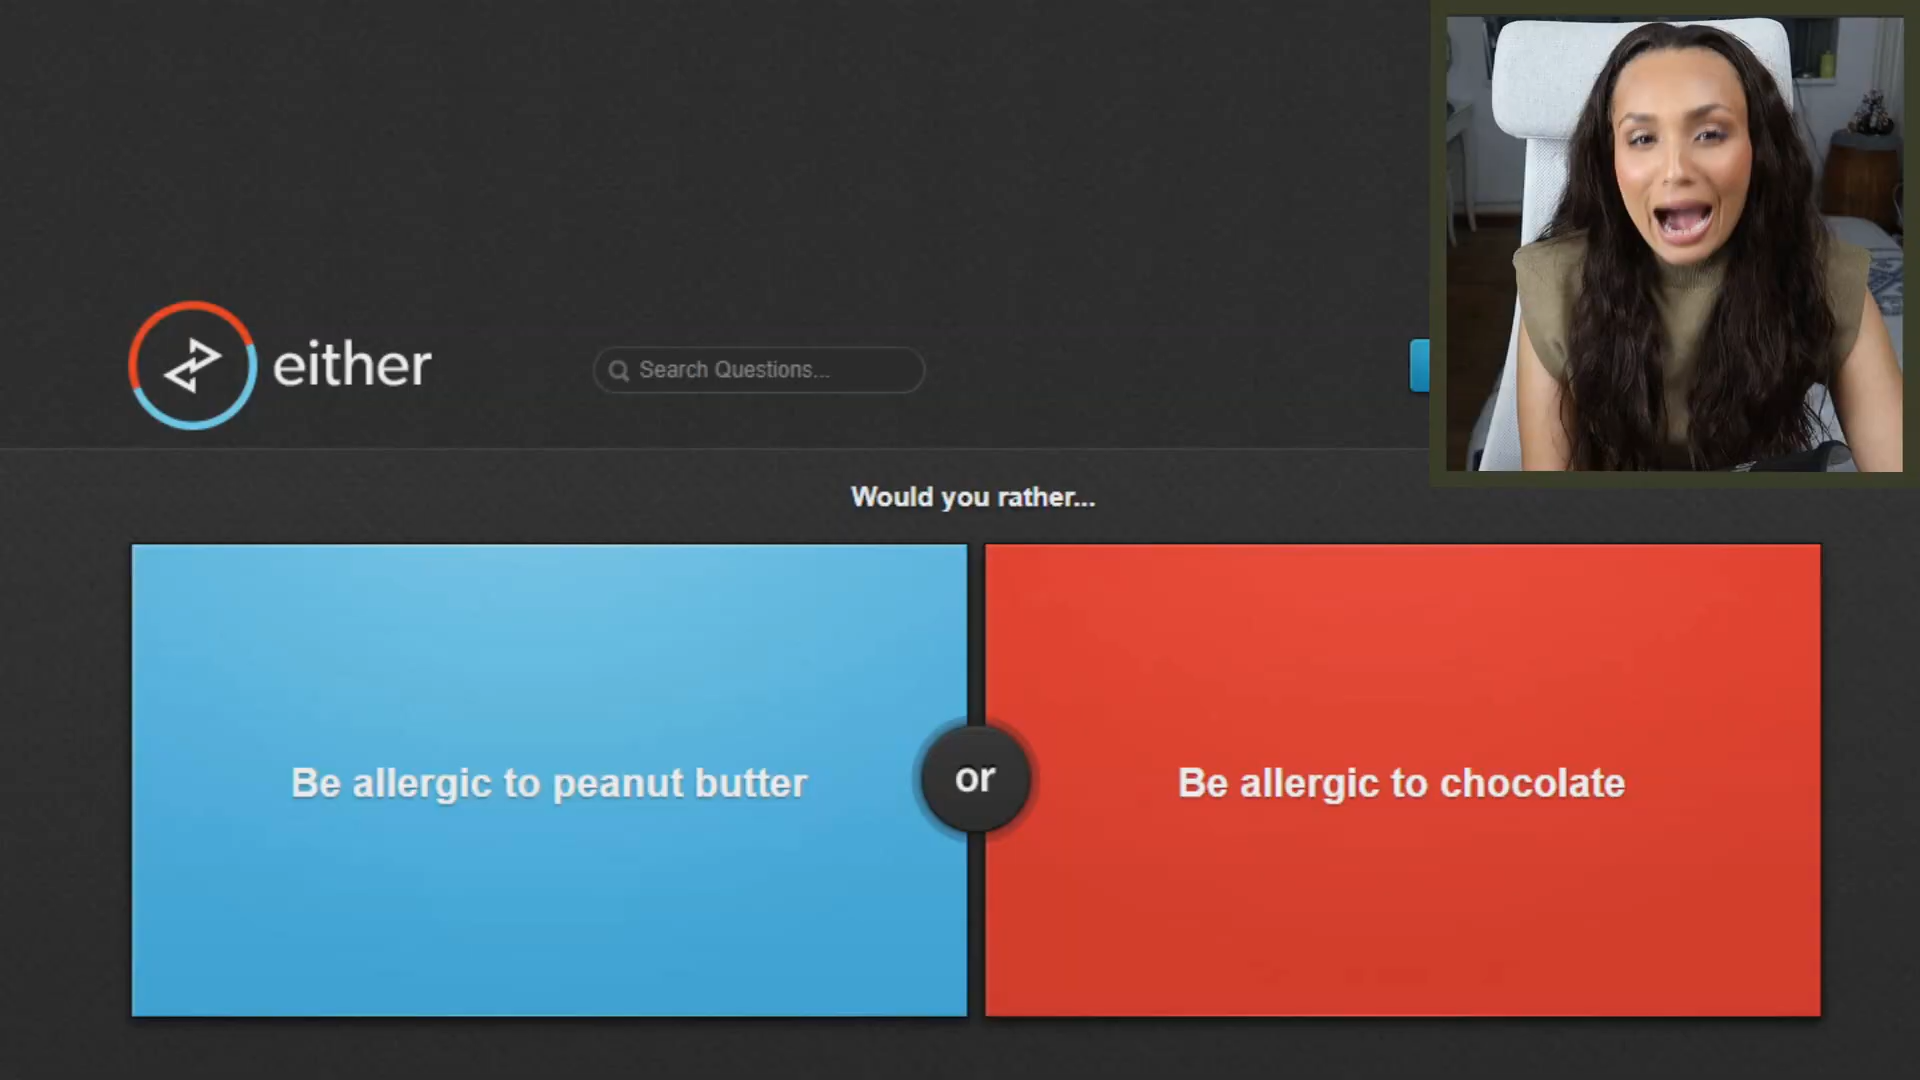 either
Search Questions...
Would you rather...
Be allergic to peanut butter
or
Be allergic to chocolate